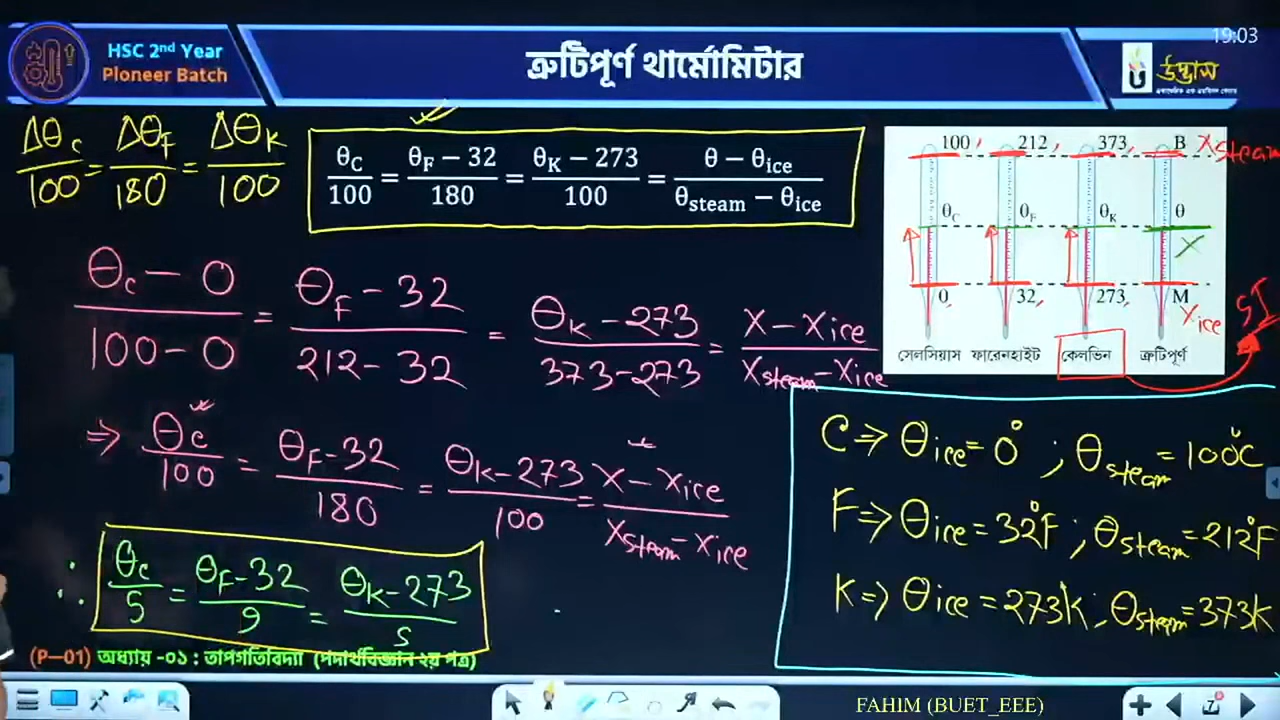 19:03
HSC 2nd Year
Pioneer Batch
ত্রুটিপূর্ণ থার্মোমিটার
উদ্ভাস
Δθc/100 = ΔθF/180 = ΔθK/100
θC/100 = (θF − 32)/180 = (θK − 273)/100 = (θ − θice)/(θsteam − θice)
100 212 373 B Xsteam
θC θF θK θ
X
0 32 273 M Xice
সেলসিয়াস ফারেনহাইট কেলভিন ত্রুটিপূর্ণ
SI
(θc − 0)/(100 − 0) = (θF − 32)/(212 − 32) = (θK − 273)/(373 − 273) = (X − Xice)/(Xsteam − Xice)
⇒ θc/100 = (θF − 32)/180 = (θK − 273)/100 = (X − Xice)/(Xsteam − Xice)
∴ θc/5 = (θF − 32)/9 = (θK − 273)/5
C ⇒ θice = 0° ; θsteam = 100°C
F ⇒ θice = 32°F ; θsteam = 212°F
K ⇒ θice = 273K ; θsteam = 373K
(P–01) অধ্যায় -০১ : তাপগতিবিদ্যা (পদার্থবিজ্ঞান ২য় পত্র)
FAHIM (BUET_EEE)
7